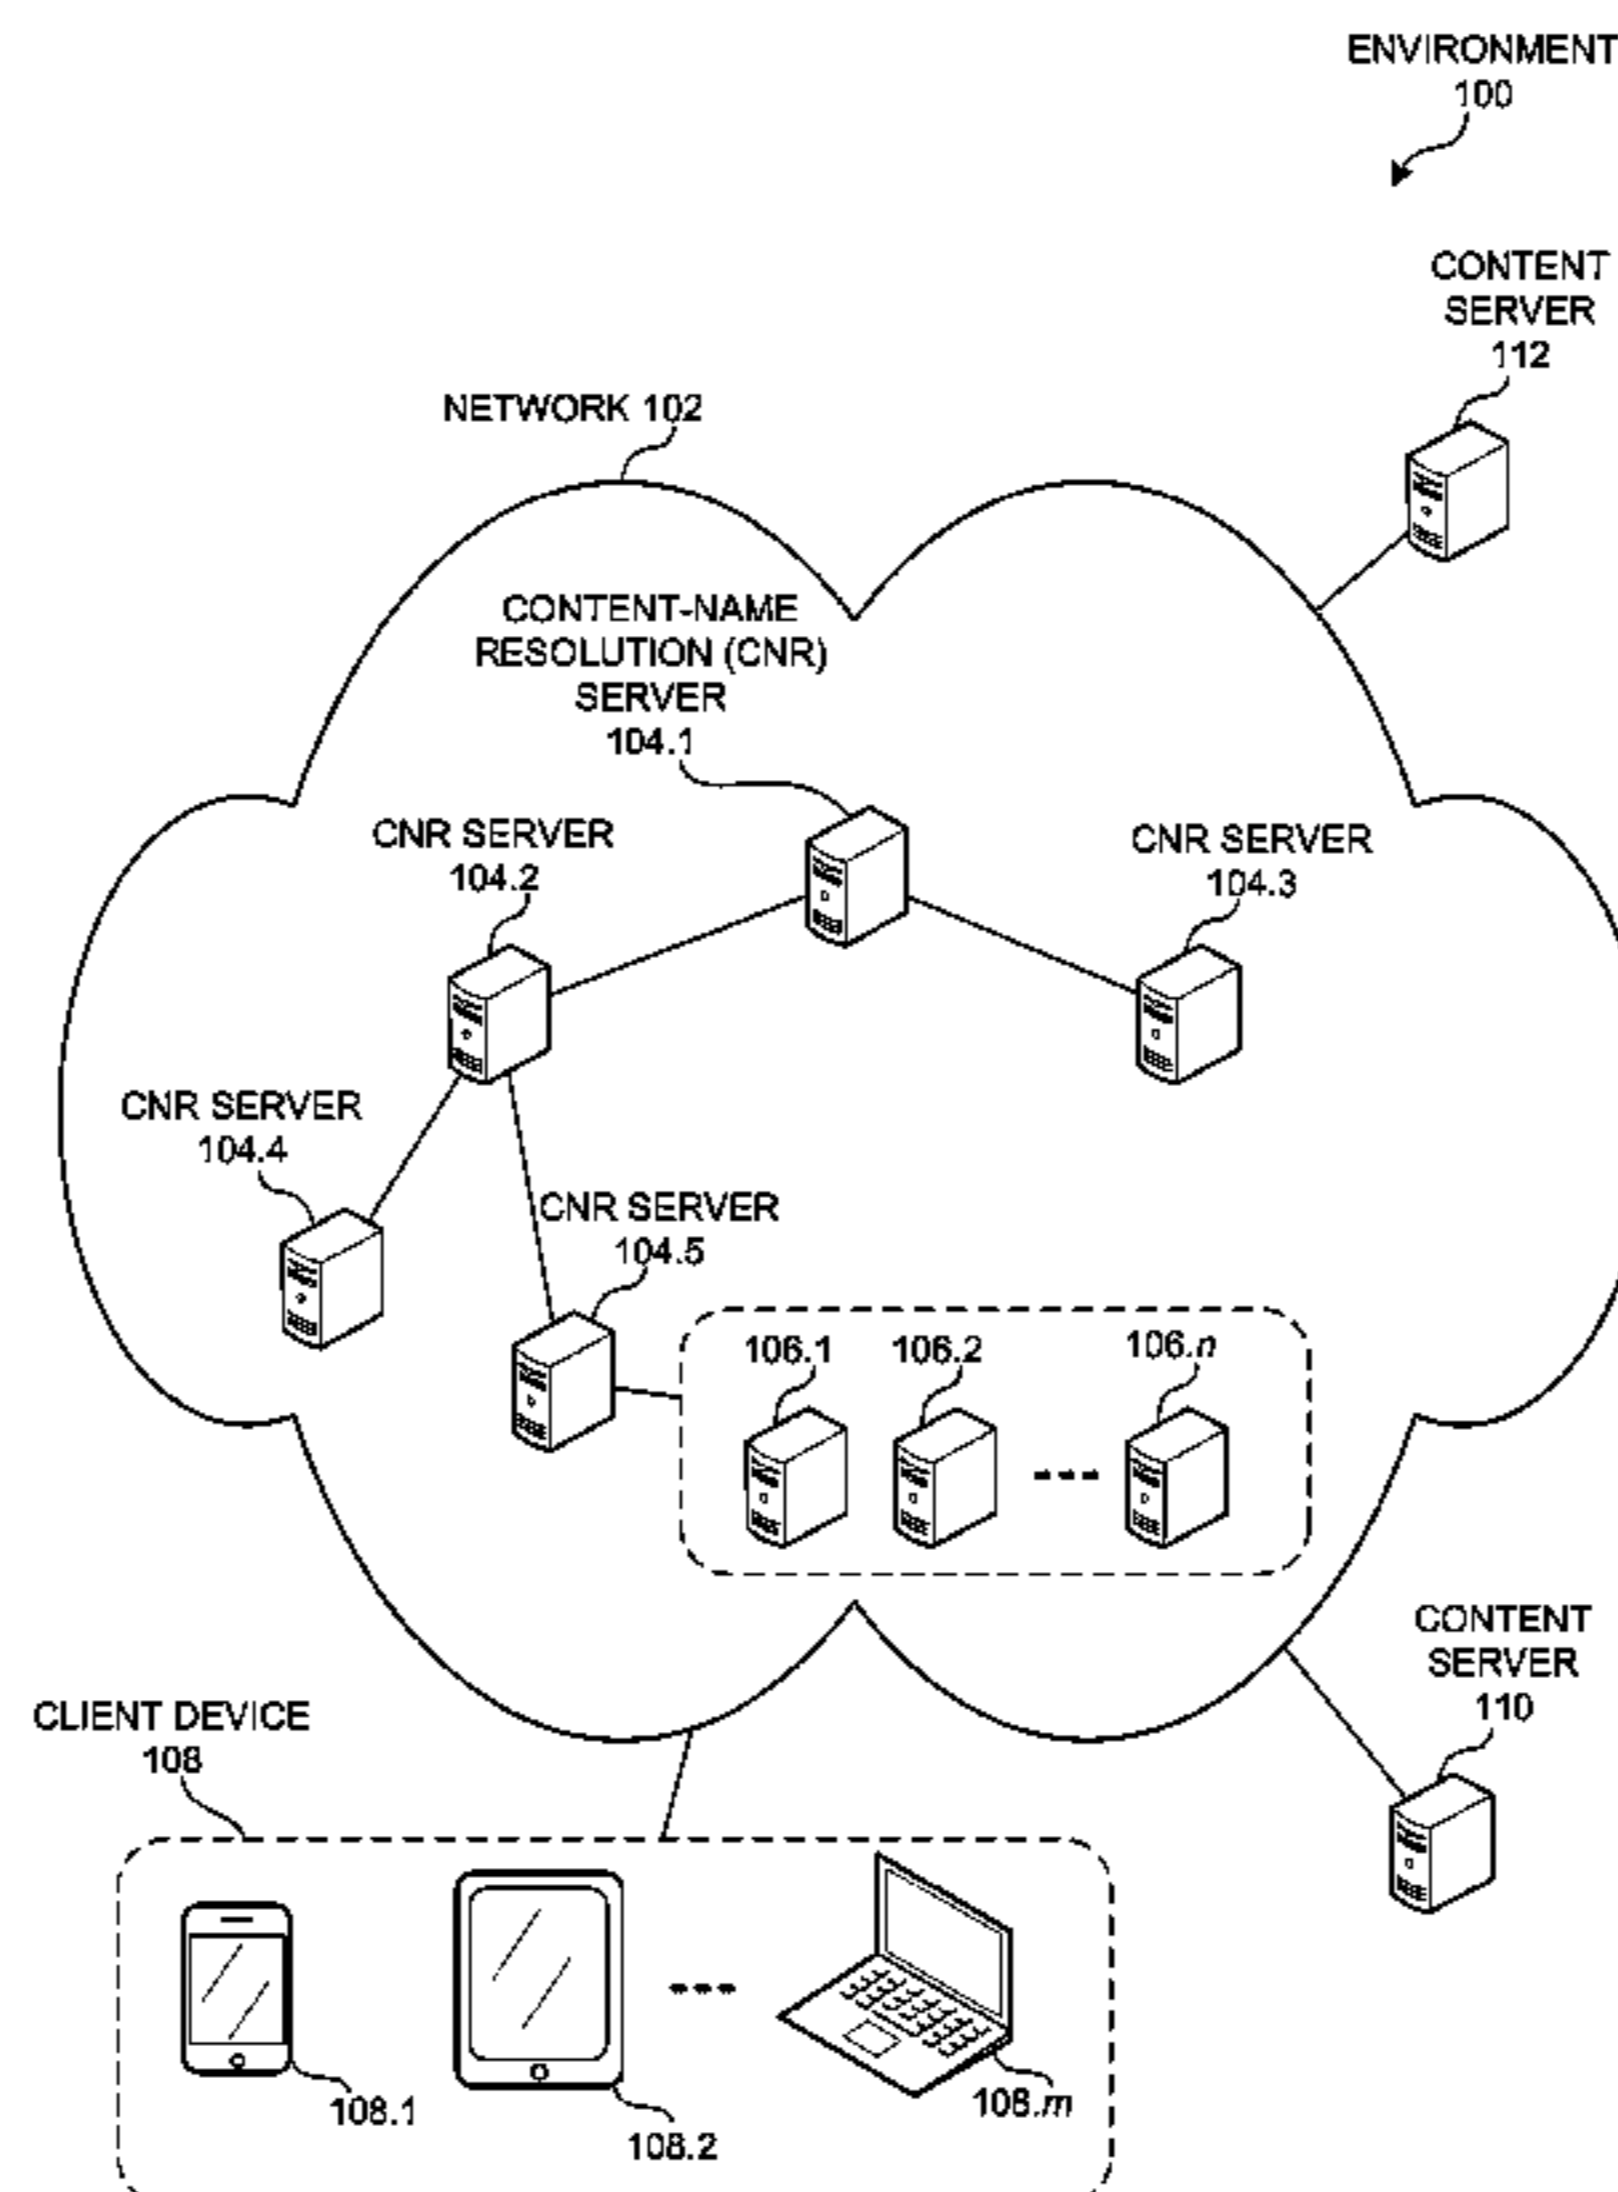 ENVIRONMENT
100
CONTENT
SERVER
112
NETWORK 102
CONTENT-NAME
RESOLUTION (CNR)
SERVER
104.1
CNR SERVER
104.2
CNR SERVER
104.3
CNR SERVER
104.4
CNR SERVER
104.5
106.1
106.2
106.n
CONTENT
SERVER
110
CLIENT DEVICE
108
108.1
108.2
108.m